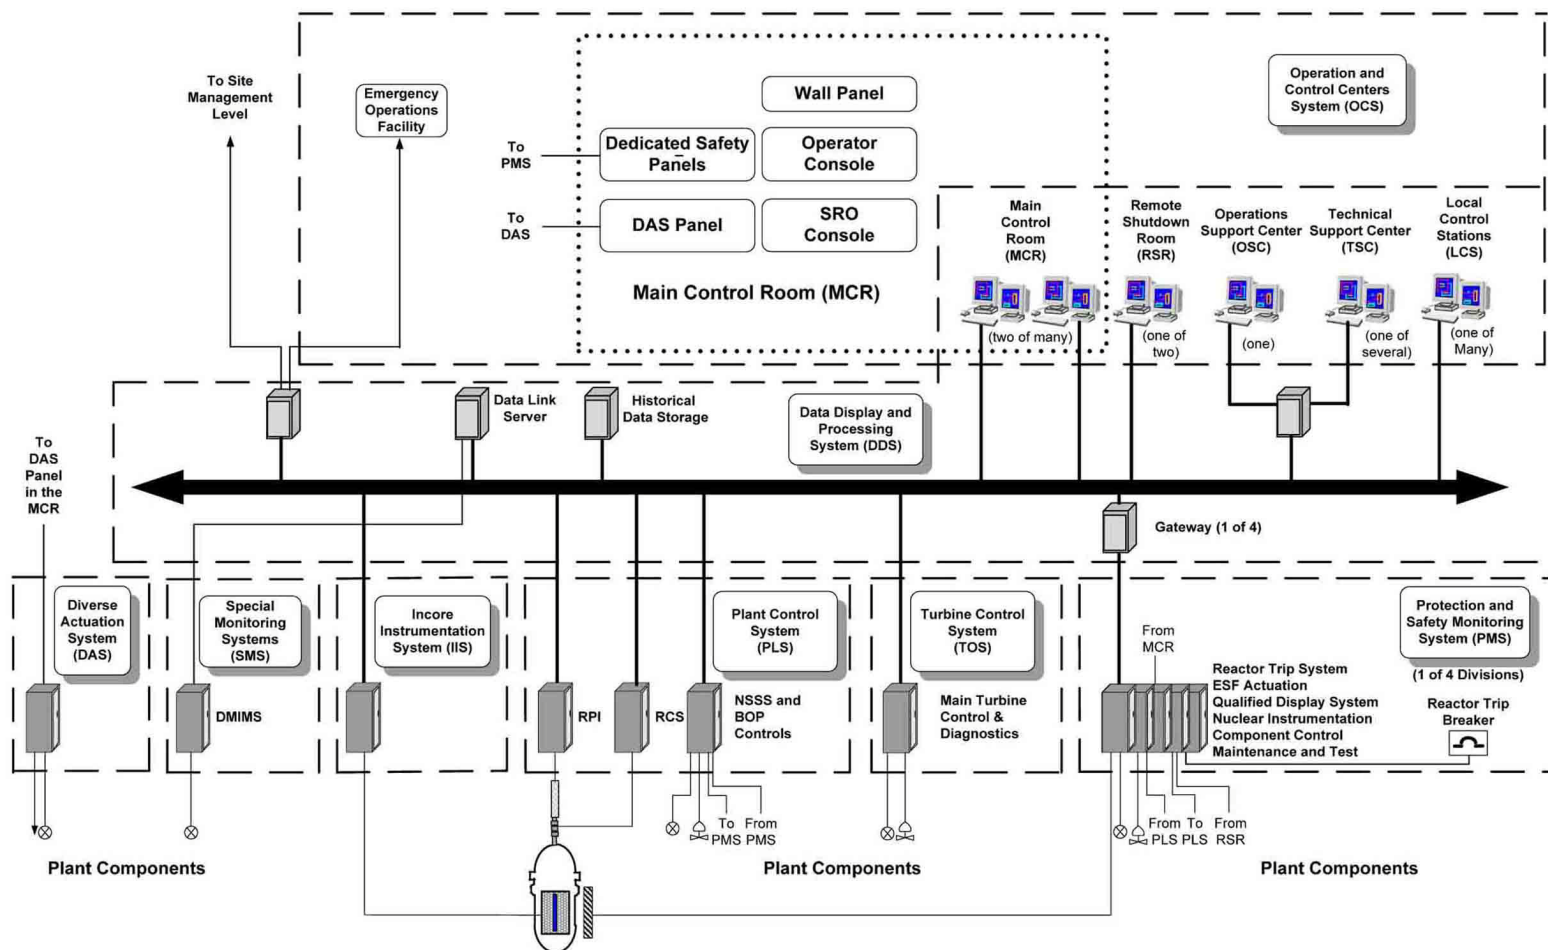 To Site
Management
Level
Emergency
Operations
Facility
To
PMS
To
DAS
Wall Panel
Dedicated Safety
Panels
Operator
Console
DAS Panel
SRO
Console
Main Control Room (MCR)
Operation and
Control Centers
System (OCS)
Main
Control
Room
(MCR)
Remote
Shutdown
Room
(RSR)
Operations
Support Center
(OSC)
Technical
Support Center
(TSC)
Local
Control
Stations
(LCS)
(two of many)
(one of
two)
(one)
(one of
several)
(one of
Many)
Data Link
Server
Historical
Data Storage
Data Display and
Processing
System (DDS)
To
DAS
Panel
in the
MCR
Gateway (1 of 4)
Diverse
Actuation
System
(DAS)
Special
Monitoring
Systems
(SMS)
DMIMS
Incore
Instrumentation
System (IIS)
Plant Control
System
(PLS)
RPI
RCS
NSSS and
BOP
Controls
To
PMS
From
PMS
Turbine Control
System
(TOS)
Main Turbine
Control &
Diagnostics
Protection and
Safety Monitoring
System (PMS)
(1 of 4 Divisions)
From
MCR
Reactor Trip System
ESF Actuation
Qualified Display System
Nuclear Instrumentation
Component Control
Maintenance and Test
Reactor Trip
Breaker
From
PLS
To
PLS
From
RSR
Plant Components
Plant Components
Plant Components